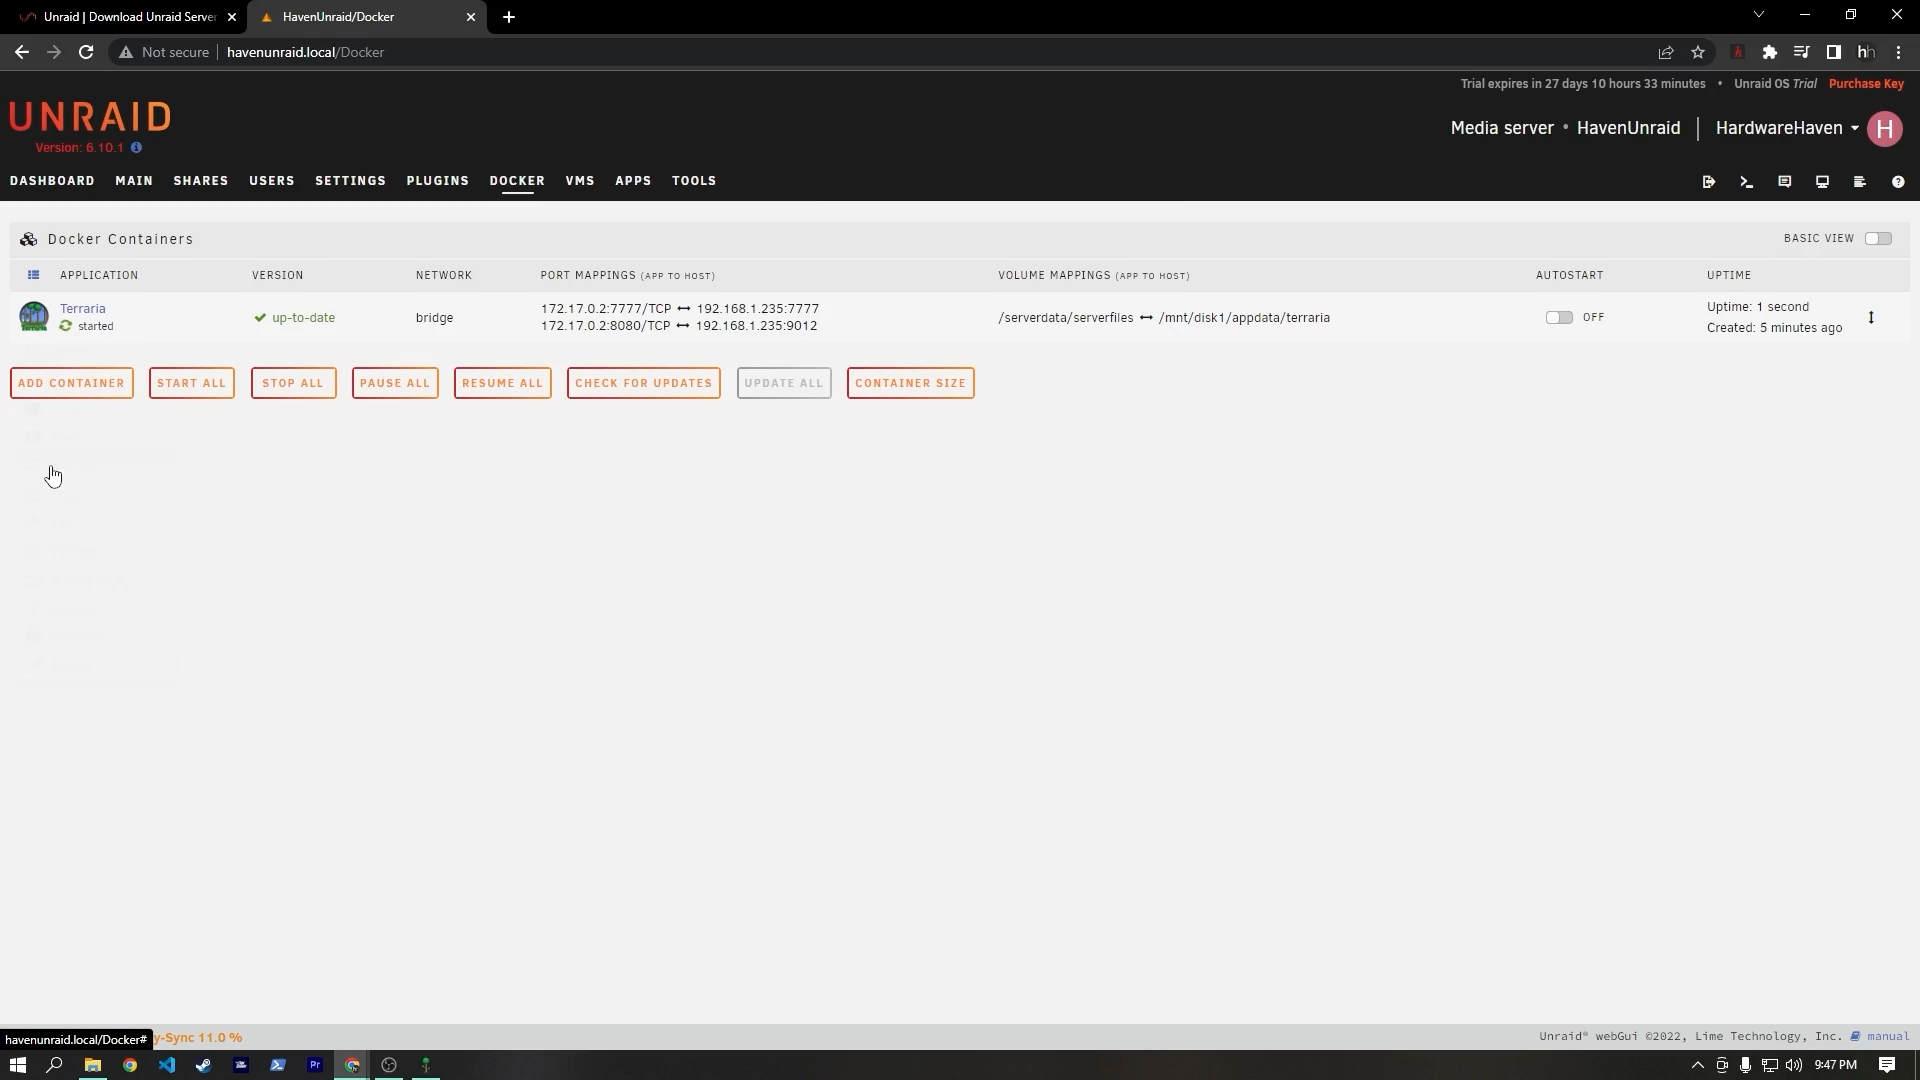 Unraid | Download Unraid Server
HavenUnraid/Docker
Not secure
havenunraid.local/Docker
hh
Trial expires in 27 days 10 hours 33 minutes • Unraid OS Trial Purchase Key
UNRAID
Version: 6.10.1
Media server • HavenUnraid | HardwareHaven
H
DASHBOARD MAIN SHARES USERS SETTINGS PLUGINS DOCKER VMS APPS TOOLS
Docker Containers
BASIC VIEW
APPLICATION VERSION NETWORK PORT MAPPINGS (APP TO HOST) VOLUME MAPPINGS (APP TO HOST) AUTOSTART UPTIME
Terraria
started
up-to-date
bridge
172.17.0.2:7777/TCP ↔ 192.168.1.235:7777
172.17.0.2:8080/TCP ↔ 192.168.1.235:9012
/serverdata/serverfiles ↔ /mnt/disk1/appdata/terraria
OFF
Uptime: 1 second
Created: 5 minutes ago
ADD CONTAINER START ALL STOP ALL PAUSE ALL RESUME ALL CHECK FOR UPDATES UPDATE ALL CONTAINER SIZE
havenunraid.local/Docker#
y-Sync 11.0 %
Unraid® webGui ©2022, Lime Technology, Inc. manual
Pr
9:47 PM